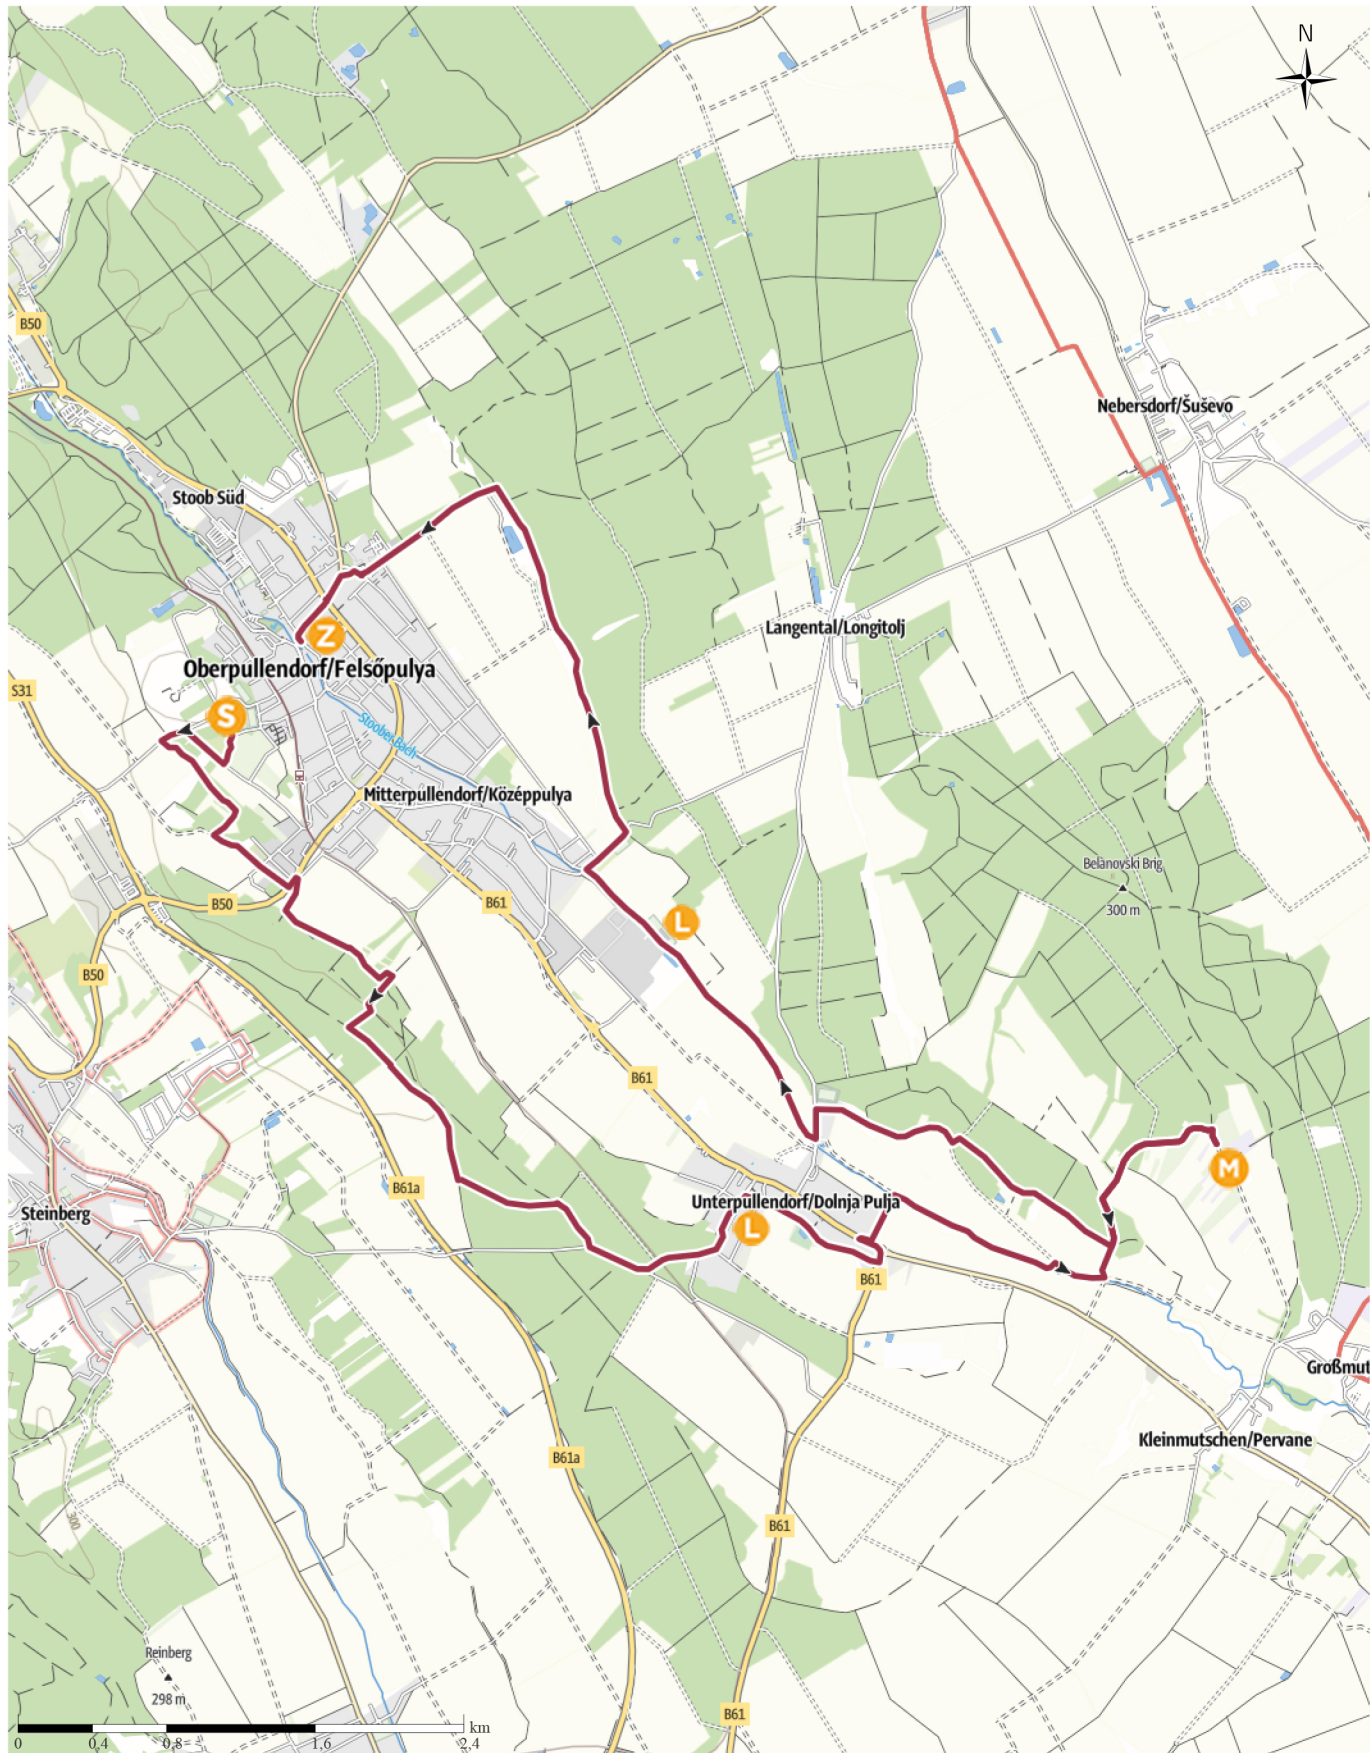 N
B50
Nebersdorf/Šuševo
Stoob Süd
Z
Langental/Longitolj
Oberpullendorf/Felsőpulya
S31
S
Stoober Bach
Mitterpullendorf/Középpulya
Belanovski Brig
300 m
B50
B61
L
B50
B61
M
B61a
Unterpullendorf/Dolnja Pulja
Steinberg
L
B61
Großmut
Kleinmutschen/Pervane
B61a
300
B61
Reinberg
298 m
B61
km
0
0,4
0,8
1,6
2,4